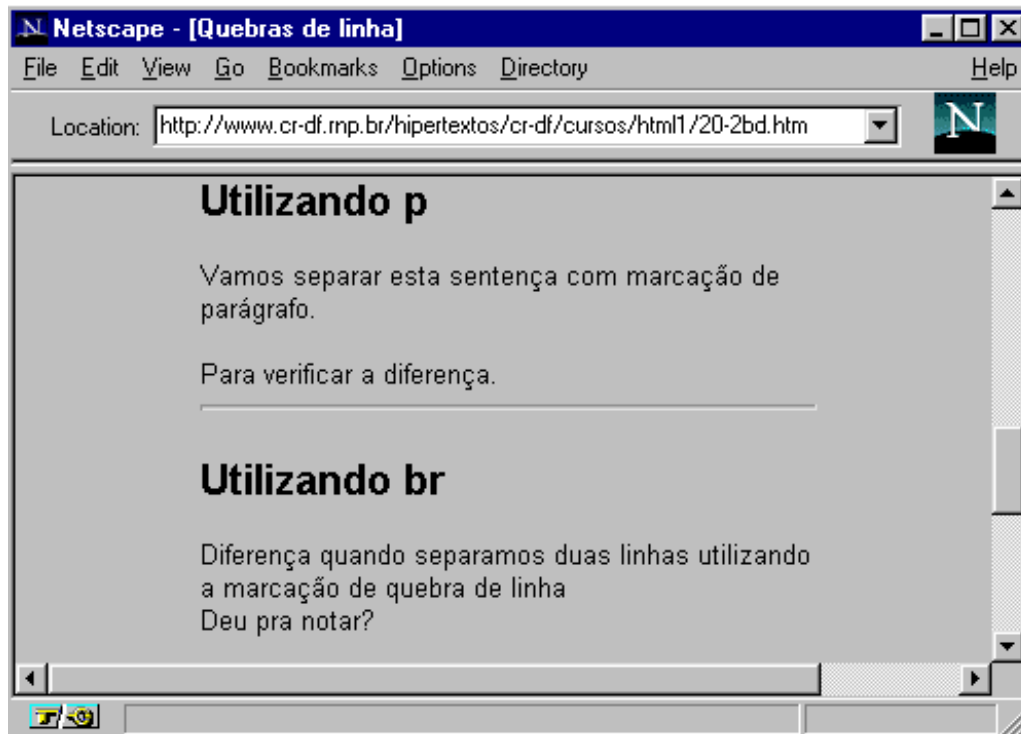 Netscape - [Quebras de linha]
File Edit View Go Bookmarks Options Directory Help
Location: http://www.cr-df.rnp.br/hipertextos/cr-df/cursos/html1/20-2bd.htm
N
Utilizando p
Vamos separar esta sentença com marcação de
parágrafo.
Para verificar a diferença.
Utilizando br
Diferença quando separamos duas linhas utilizando
a marcação de quebra de linha
Deu pra notar?